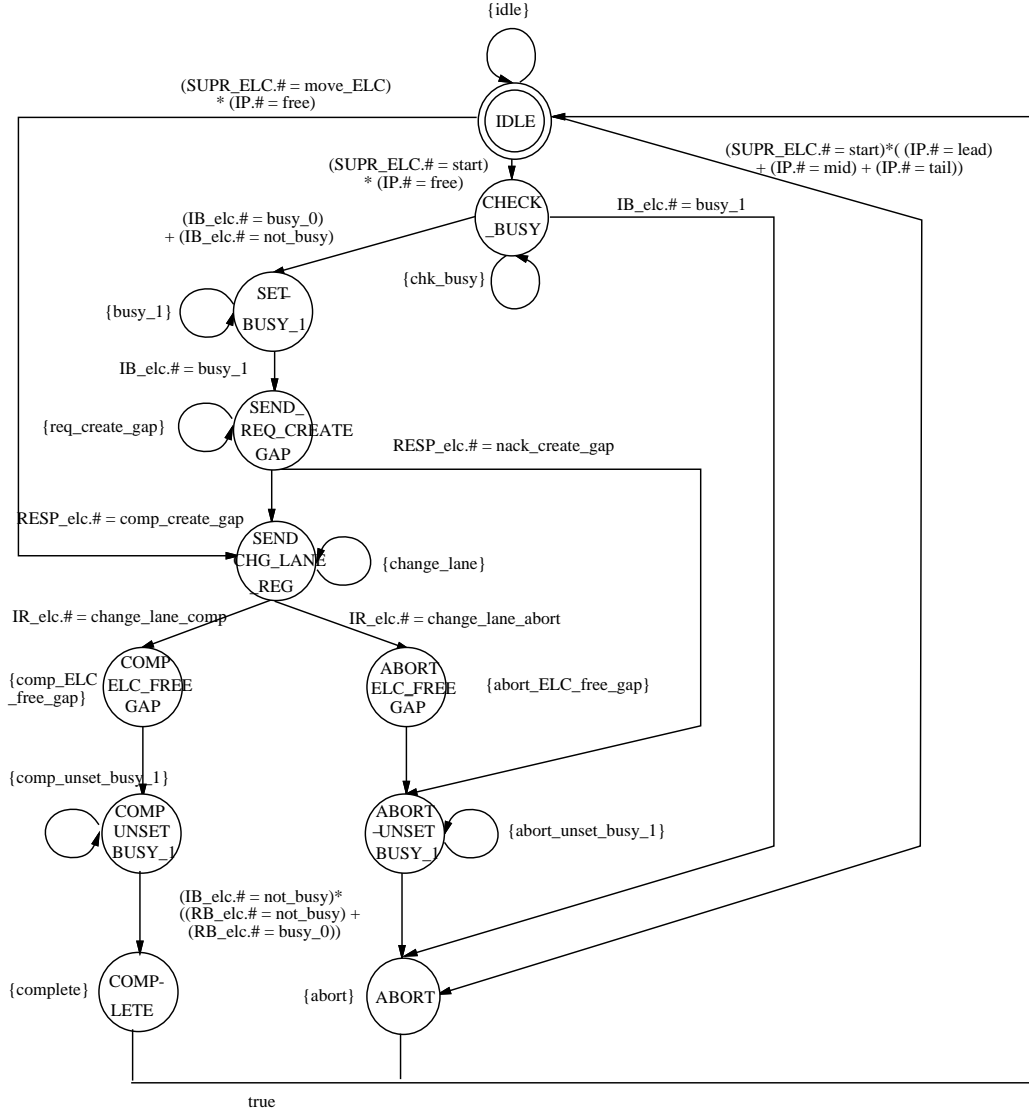 {idle}
(SUPR_ELC.# = move_ELC)
* (IP.# = free)
IDLE
(SUPR_ELC.# = start)*( (IP.# = lead)
+ (IP.# = mid) + (IP.# = tail))
(SUPR_ELC.# = start)
* (IP.# = free)
CHECK
_BUSY
IB_elc.# = busy_1
(IB_elc.# = busy_0)
+ (IB_elc.# = not_busy)
{chk_busy}
SET_
BUSY_1
{busy_1}
IB_elc.# = busy_1
SEND_
REQ_CREATE
GAP
{req_create_gap}
RESP_elc.# = nack_create_gap
RESP_elc.# = comp_create_gap
SEND
CHG_LANE
_REG
{change_lane}
IR_elc.# = change_lane_comp
IR_elc.# = change_lane_abort
COMP
ELC_FREE
GAP
{comp_ELC
_free_gap}
ABORT
ELC_FREE
GAP
{abort_ELC_free_gap}
{comp_unset_busy_1}
COMP
UNSET
BUSY_1
ABORT
_UNSET
BUSY_1
{abort_unset_busy_1}
(IB_elc.# = not_busy)*
((RB_elc.# = not_busy) +
(RB_elc.# = busy_0))
{complete}
COMP-
LETE
{abort}
ABORT
true